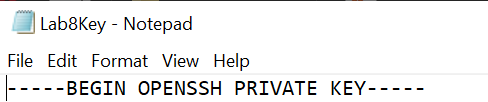 Lab8Key - Notepad
File Edit Format View Help
-----BEGIN OPENSSH PRIVATE KEY-----